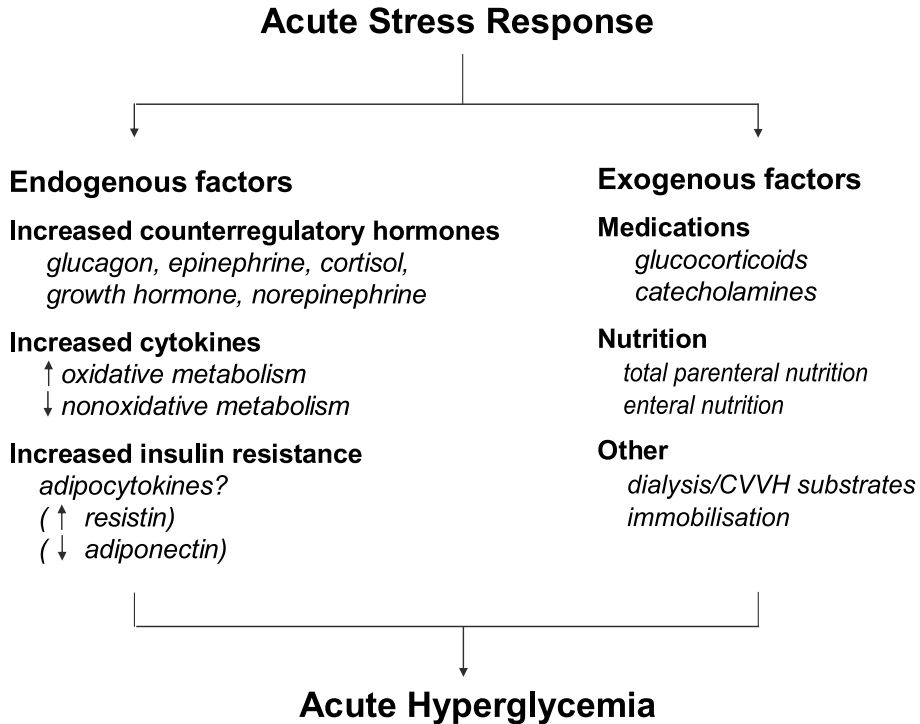 Acute Stress Response
Endogenous factors
Increased counterregulatory hormones
glucagon, epinephrine, cortisol,
growth hormone, norepinephrine
Increased cytokines
↑ oxidative metabolism
↓ nonoxidative metabolism
Increased insulin resistance
adipocytokines?
( ↑ resistin)
( ↓ adiponectin)
Exogenous factors
Medications
glucocorticoids
catecholamines
Nutrition
total parenteral nutrition
enteral nutrition
Other
dialysis/CVVH substrates
immobilisation
Acute Hyperglycemia